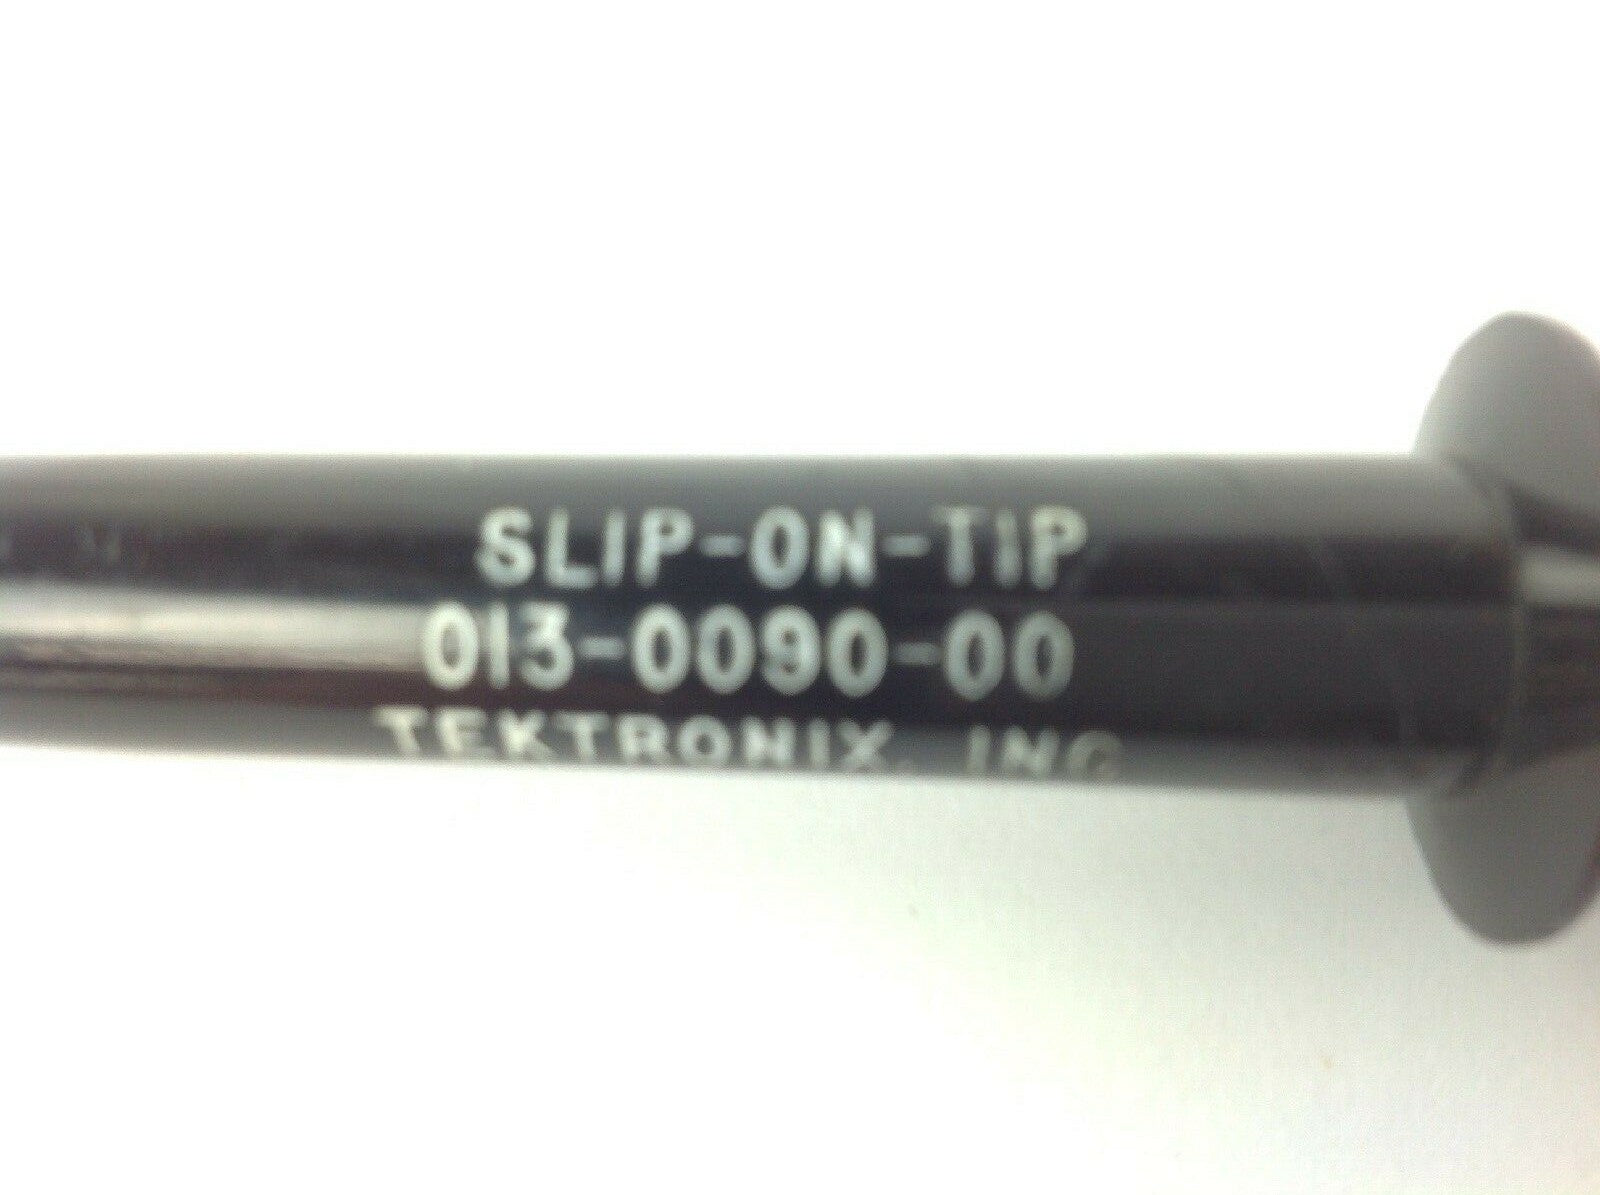 SLIP-ON-TIP
013-0090-00
TEKTRONIX, INC